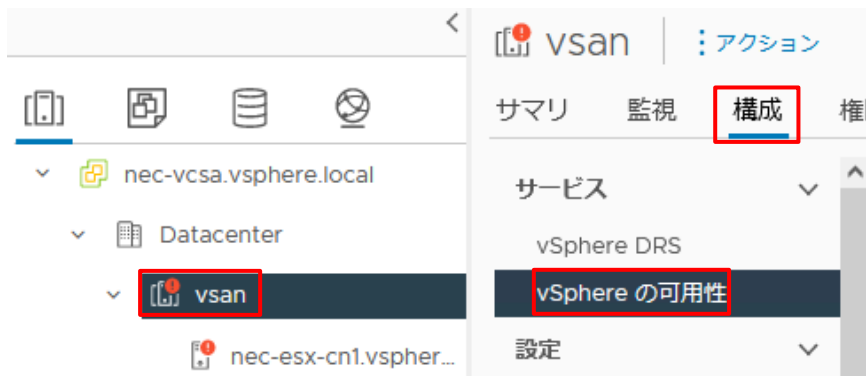 vsan
アクション
サマリ 監視 構成
nec-vcsa.vsphere.local
Datacenter
vsan
nec-esx-cn1.vspher...
サービス
vSphere DRS
vSphere の可用性
設定